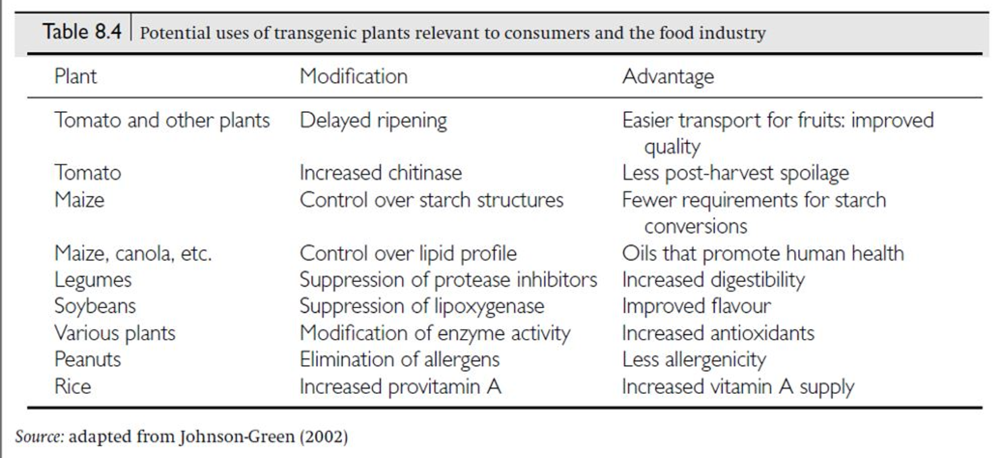 Table 8.4 Potential uses of transgenic plants relevant to consumers and the food industry
Plant Modification Advantage
Tomato and other plants Delayed ripening Easier transport for fruits: improved
quality
Tomato Increased chitinase Less post-harvest spoilage
Maize Control over starch structures Fewer requirements for starch
conversions
Maize, canola, etc. Control over lipid profile Oils that promote human health
Legumes Suppression of protease inhibitors Increased digestibility
Soybeans Suppression of lipoxygenase Improved flavour
Various plants Modification of enzyme activity Increased antioxidants
Peanuts Elimination of allergens Less allergenicity
Rice Increased provitamin A Increased vitamin A supply
Source: adapted from Johnson-Green (2002)